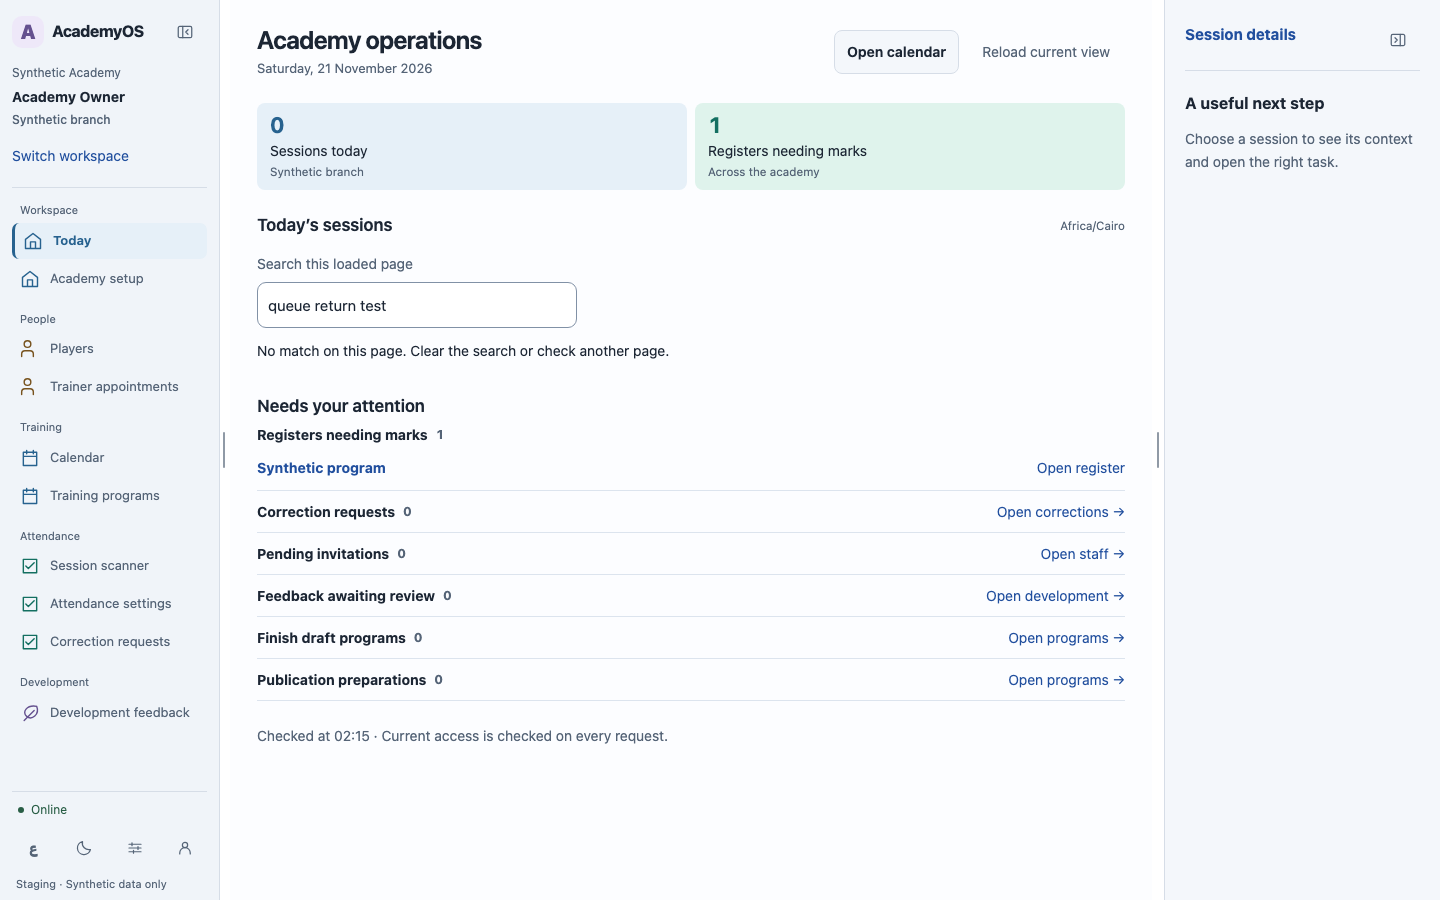 A AcademyOS
Synthetic Academy
Academy Owner
Synthetic branch
Switch workspace
Workspace
Today
Academy setup
People
Players
Trainer appointments
Training
Calendar
Training programs
Attendance
Session scanner
Attendance settings
Correction requests
Development
Development feedback
Online
ع
Staging · Synthetic data only
Academy operations
Saturday, 21 November 2026
Open calendar
Reload current view
0
Sessions today
Synthetic branch
1
Registers needing marks
Across the academy
Today’s sessions
Africa/Cairo
Search this loaded page
queue return test
No match on this page. Clear the search or check another page.
Needs your attention
Registers needing marks 1
Synthetic program Open register
Correction requests 0 Open corrections →
Pending invitations 0 Open staff →
Feedback awaiting review 0 Open development →
Finish draft programs 0 Open programs →
Publication preparations 0 Open programs →
Checked at 02:15 · Current access is checked on every request.
Session details
A useful next step
Choose a session to see its context
and open the right task.